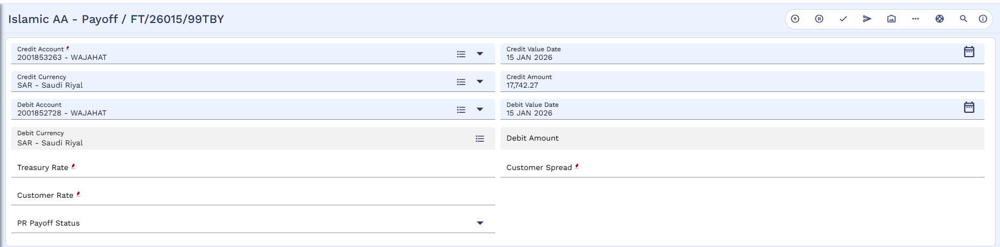 Islamic AA - Payoff / FT/26015/99TBY
Credit Account
2001853263 - WAJAHAT
Credit Value Date
15 JAN 2026
Credit Currency
SAR - Saudi Riyal
Credit Amount
17,742.27
Debit Account
2001852728 - WAJAHAT
Debit Value Date
15 JAN 2026
Debit Currency
SAR - Saudi Riyal
Debit Amount
Treasury Rate
Customer Spread
Customer Rate
PR Payoff Status